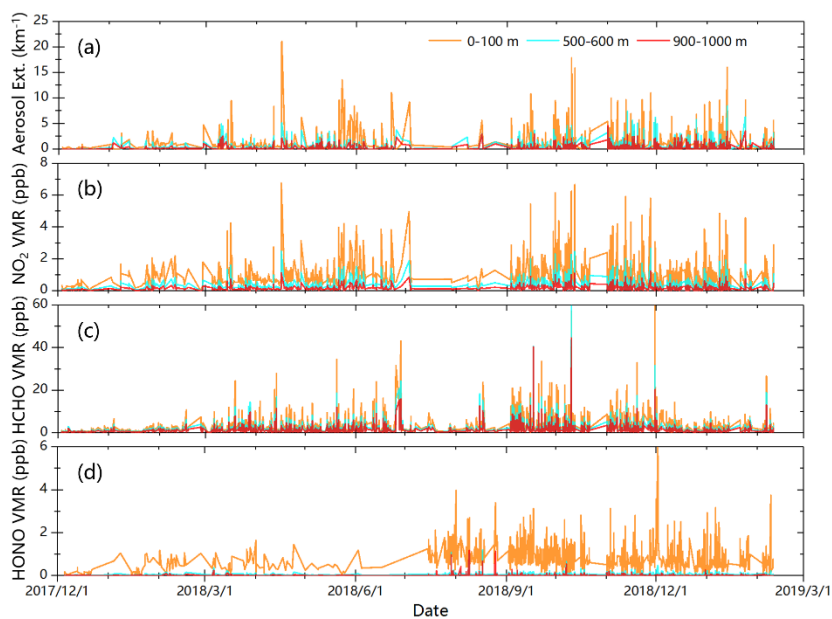 25
20
15
10
5
0
Aerosol Ext. (km⁻¹)
(a)
0-100 m 500-600 m 900-1000 m
8
6
4
2
0
NO₂ VMR (ppb)
(b)
60
40
20
0
HCHO VMR (ppb)
(c)
6
4
2
0
HONO VMR (ppb)
(d)
2017/12/1 2018/3/1 2018/6/1 2018/9/1 2018/12/1 2019/3/1
Date